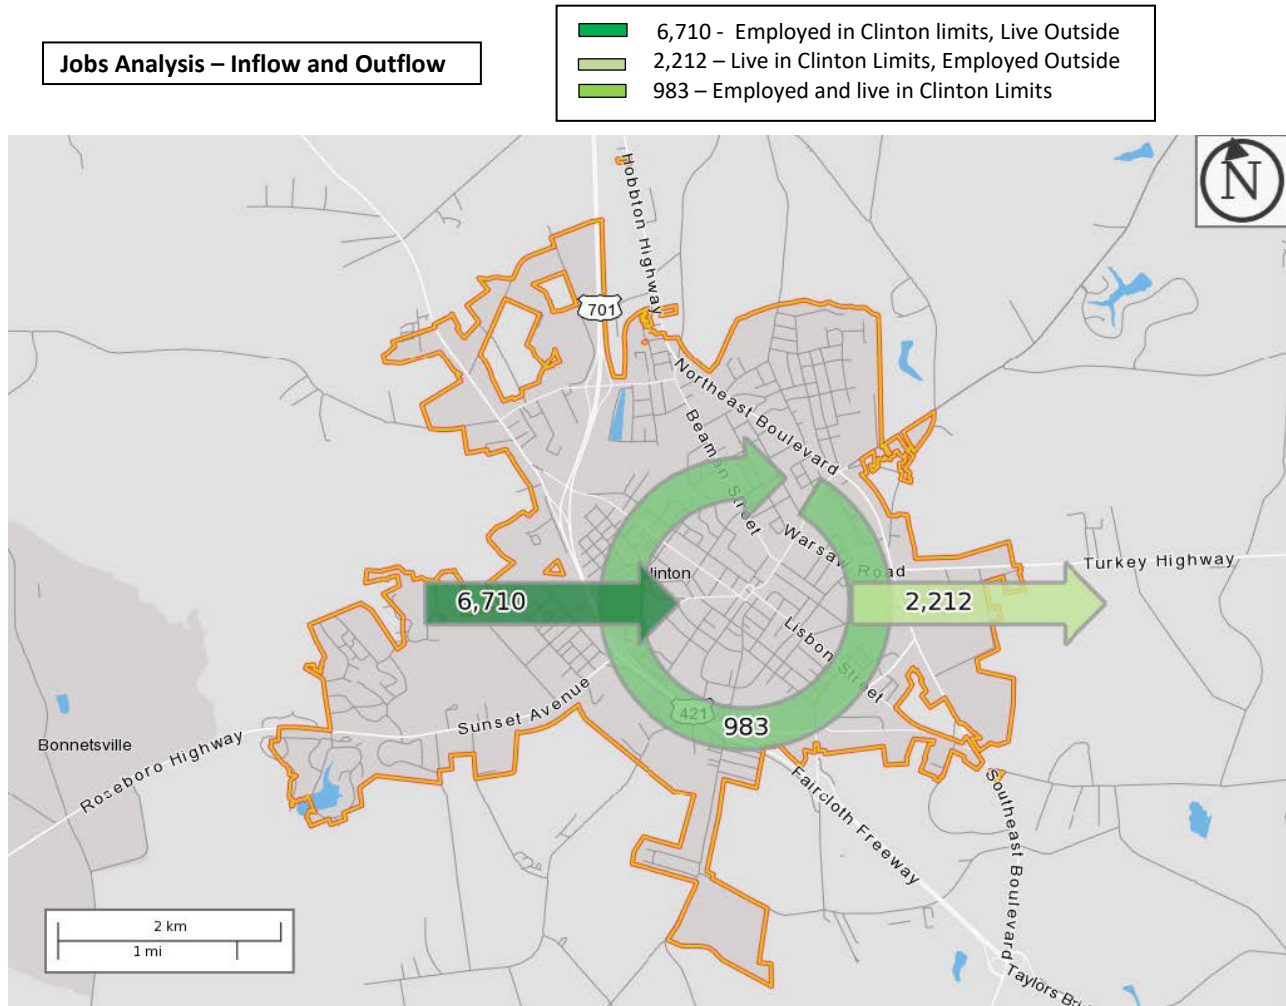 6,710 -  Employed in Clinton limits, Live Outside
Jobs Analysis – Inflow and Outflow
2,212 – Live in Clinton Limits, Employed Outside
983 – Employed and live in Clinton Limits
N
Hobbton Highway
701
Northeast Boulevard
Beaman Street
Warsaw Road
Turkey Highway
linton
6,710
2,212
Lisbon Street
Sunset Avenue
421
983
Bonnetsville
Roseboro Highway
Faircloth Freeway
Southeast Boulevard
2 km
1 mi
Taylors